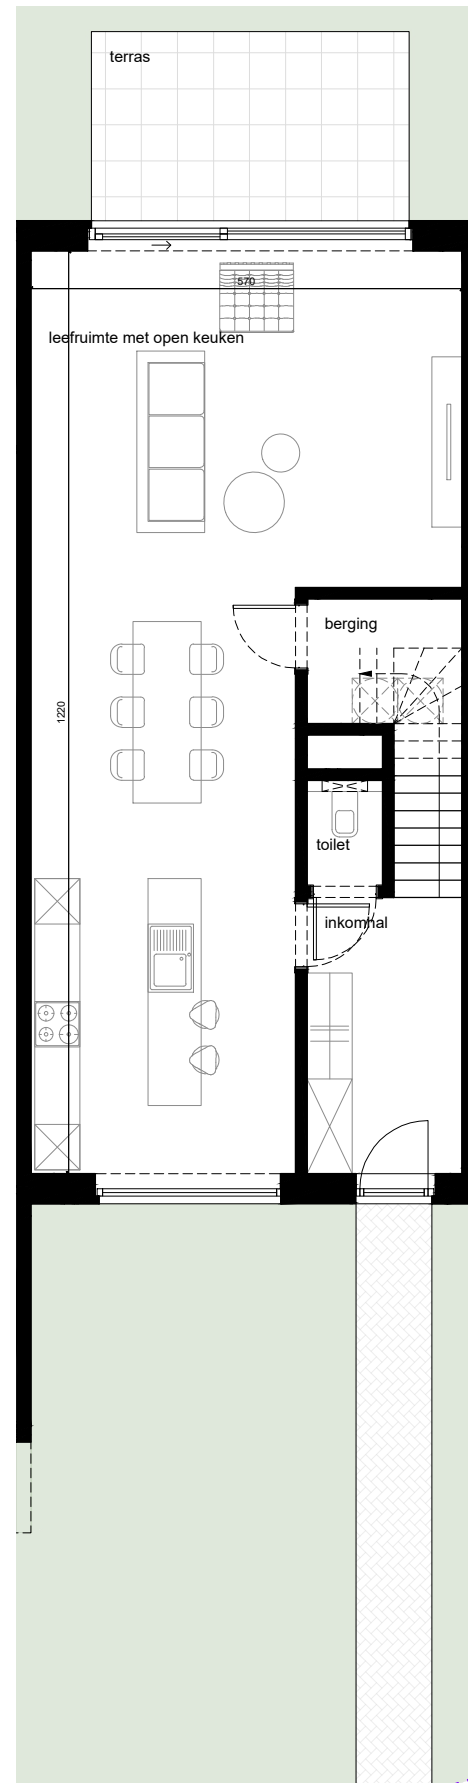 terras
570
leefruimte met open keuken
berging
1220
toilet
inkomhal